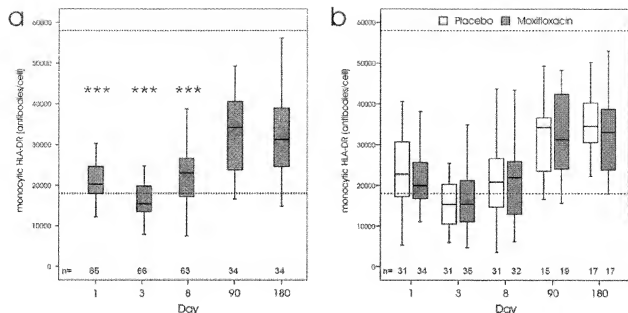 a
monocytic HLA-DR (antibodies/cell)
60000
50000
40000
30000
20000
10000
0
*** *** ***
n= 65 66 63 34 34
1 3 8 90 180
Day
b
Placebo Moxifloxacin
monocytic HLA-DR (antibodies/cell)
60000
50000
40000
30000
20000
10000
0
n= 31 34 31 35 31 32 15 19 17 17
1 3 8 90 180
Day